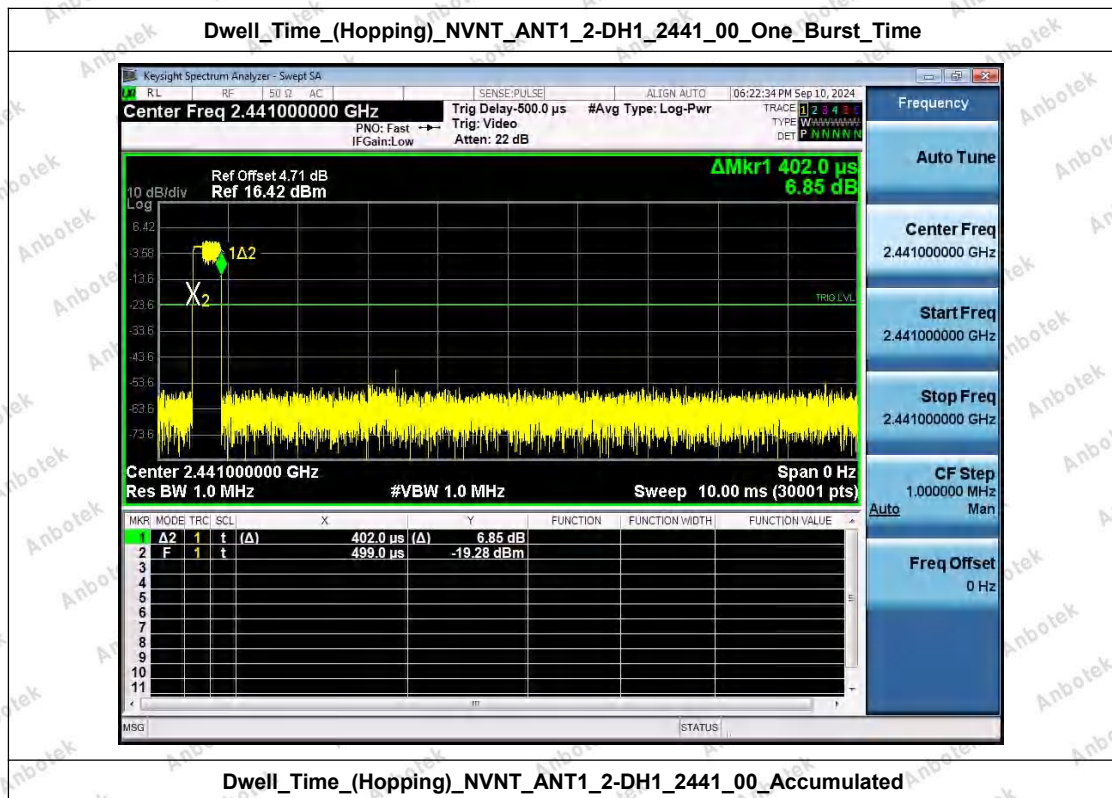 Dwell_Time_(Hopping)_NVNT_ANT1_2-DH1_2441_00_One_Burst_Time
Keysight Spectrum Analyzer - Swept SA
RL RF 50 Ω AC SENSE:PULSE ALIGN AUTO 06:22:34 PM Sep 10, 2024
Center Freq 2.441000000 GHz
PNO: Fast
IFGain:Low
Trig Delay-500.0 µs
Trig: Video
Atten: 22 dB
#Avg Type: Log-Pwr
TRACE 1 2 3 4 5 6
TYPE W
DET P N N N N N
Frequency
Auto Tune
Center Freq
2.441000000 GHz
Start Freq
2.441000000 GHz
Stop Freq
2.441000000 GHz
CF Step
1.000000 MHz
Auto Man
Freq Offset
0 Hz
ΔMkr1 402.0 µs
6.85 dB
Ref Offset 4.71 dB
10 dB/div Ref 16.42 dBm
Log
6.42
-3.58
-13.6
-23.6
-33.6
-43.6
-53.6
-63.6
-73.6
1Δ2
X2
TRIG LVL
Center 2.441000000 GHz Span 0 Hz
Res BW 1.0 MHz #VBW 1.0 MHz Sweep 10.00 ms (30001 pts)
MKR MODE TRC SCL X Y FUNCTION FUNCTION WIDTH FUNCTION VALUE
1 Δ2 1 t (Δ) 402.0 µs (Δ) 6.85 dB
2 F 1 t 499.0 µs -19.28 dBm
3
4
5
6
7
8
9
10
11
MSG STATUS
Dwell_Time_(Hopping)_NVNT_ANT1_2-DH1_2441_00_Accumulated
Anbotek